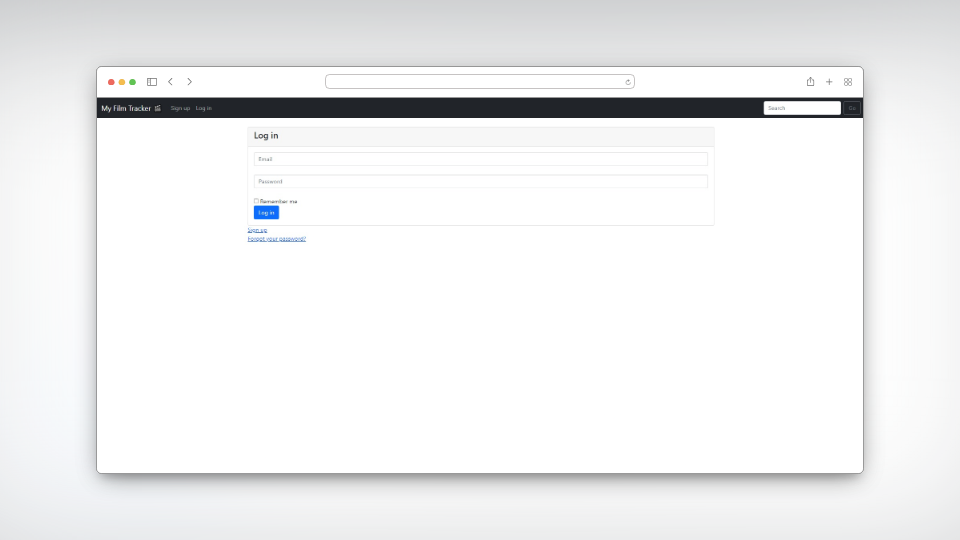 My Film Tracker 🎬 Sign up Log in Search Go
Log in
Email
Password
Remember me
Log in
Sign up
Forgot your password?